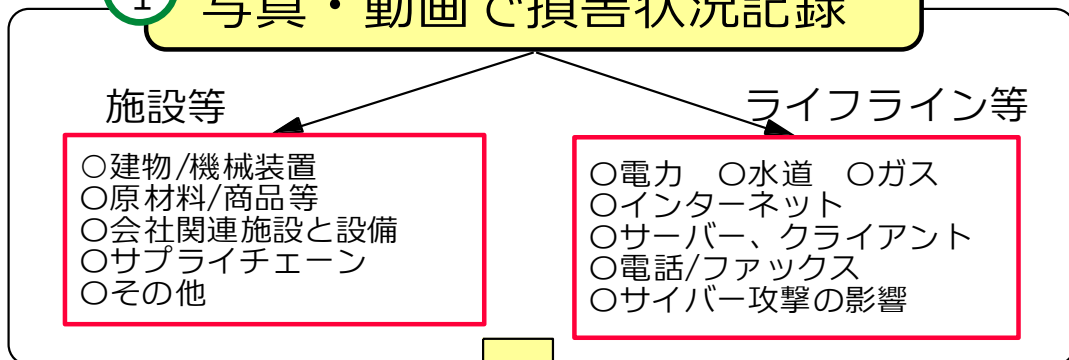 1
写真・動画で損害状況記録
施設等
○建物/機械装置
○原材料/商品等
○会社関連施設と設備
○サプライチェーン
○その他
ライフライン等
○電力　○水道　○ガス
○インターネット
○サーバー、クライアント
○電話/ファックス
○サイバー攻撃の影響